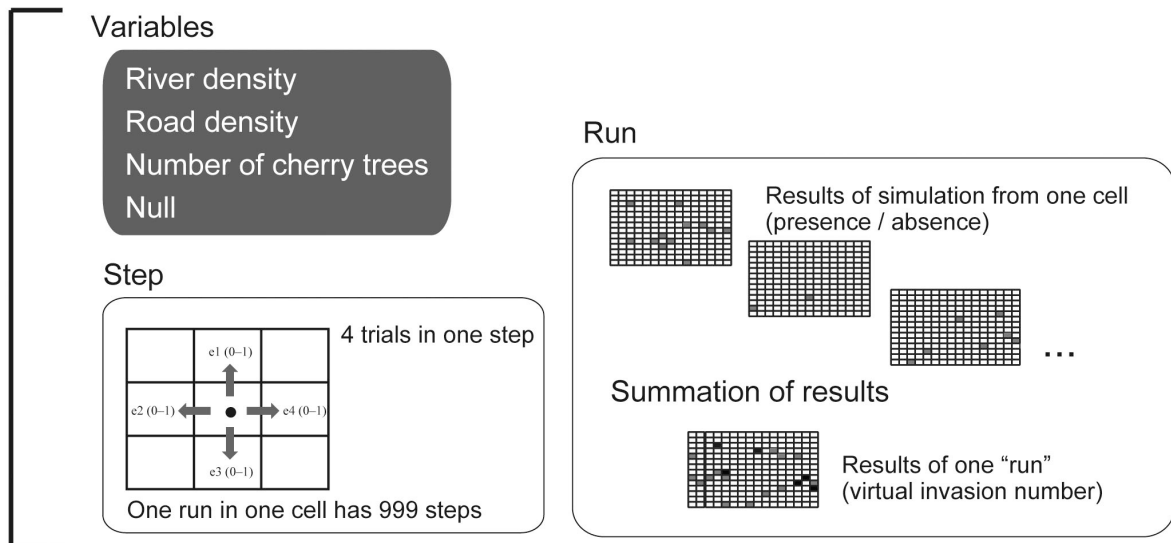 Variables
River density
Road density
Number of cherry trees
Null
Step
4 trials in one step
e1 (0–1)
e2 (0–1)
e4 (0–1)
e3 (0–1)
One run in one cell has 999 steps
Run
Results of simulation from one cell
(presence / absence)
...
Summation of results
Results of one “run”
(virtual invasion number)